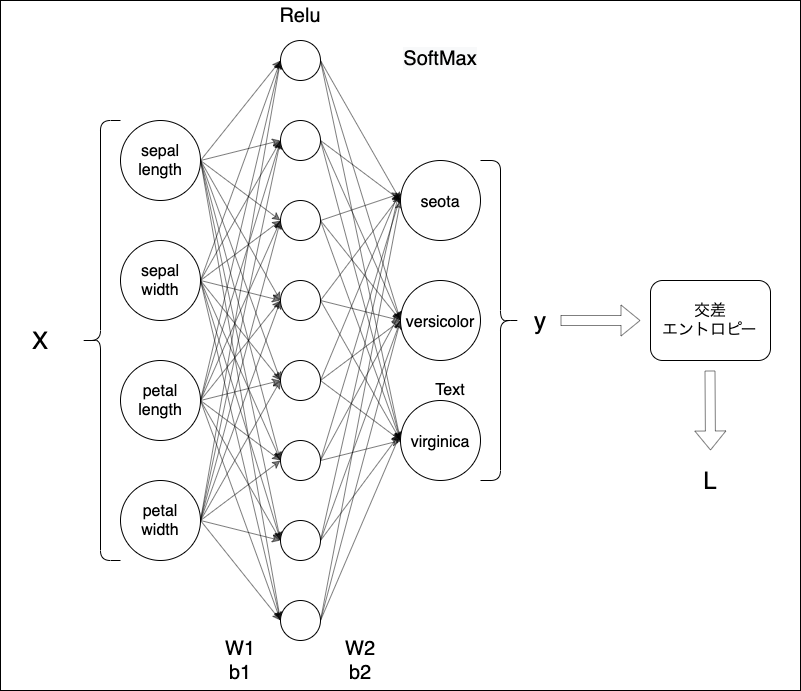 Relu
SoftMax
sepal
length
sepal
width
petal
length
petal
width
X
seota
versicolor
Text
virginica
y
交差
エントロピー
L
W1
b1
W2
b2